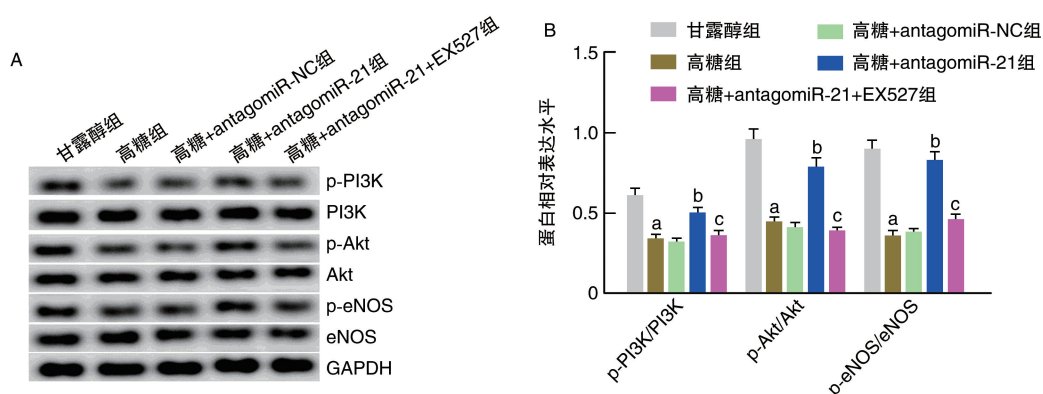 A
甘露醇组
高糖组
高糖+antagomiR-NC组
高糖+antagomiR-21组
高糖+antagomiR-21+EX527组
p-PI3K
PI3K
p-Akt
Akt
p-eNOS
eNOS
GAPDH
B
甘露醇组
高糖+antagomiR-NC组
高糖组
高糖+antagomiR-21组
高糖+antagomiR-21+EX527组
蛋白相对表达水平
1.5
1.0
0.5
0
a
b
c
a
b
c
a
b
c
p-PI3K/PI3K
p-Akt/Akt
p-eNOS/eNOS